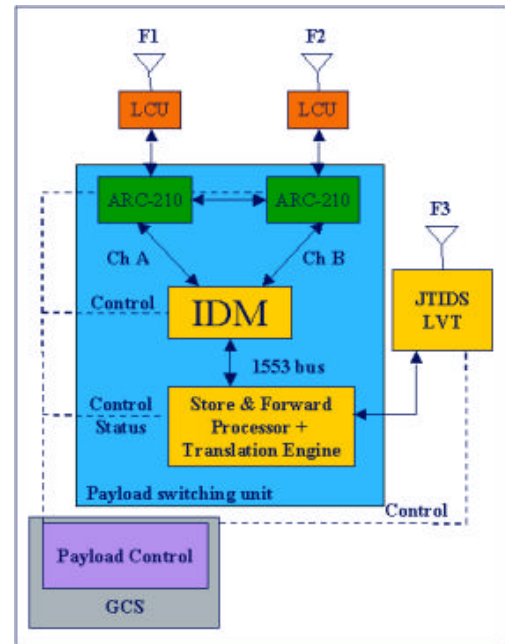 F1
F2
LCU
LCU
ARC-210
ARC-210
F3
Ch A
Ch B
JTIDS
LVT
Control
IDM
1553 bus
Control
Status
Store & Forward
Processor +
Translation Engine
Payload switching unit
Control
Payload Control
GCS